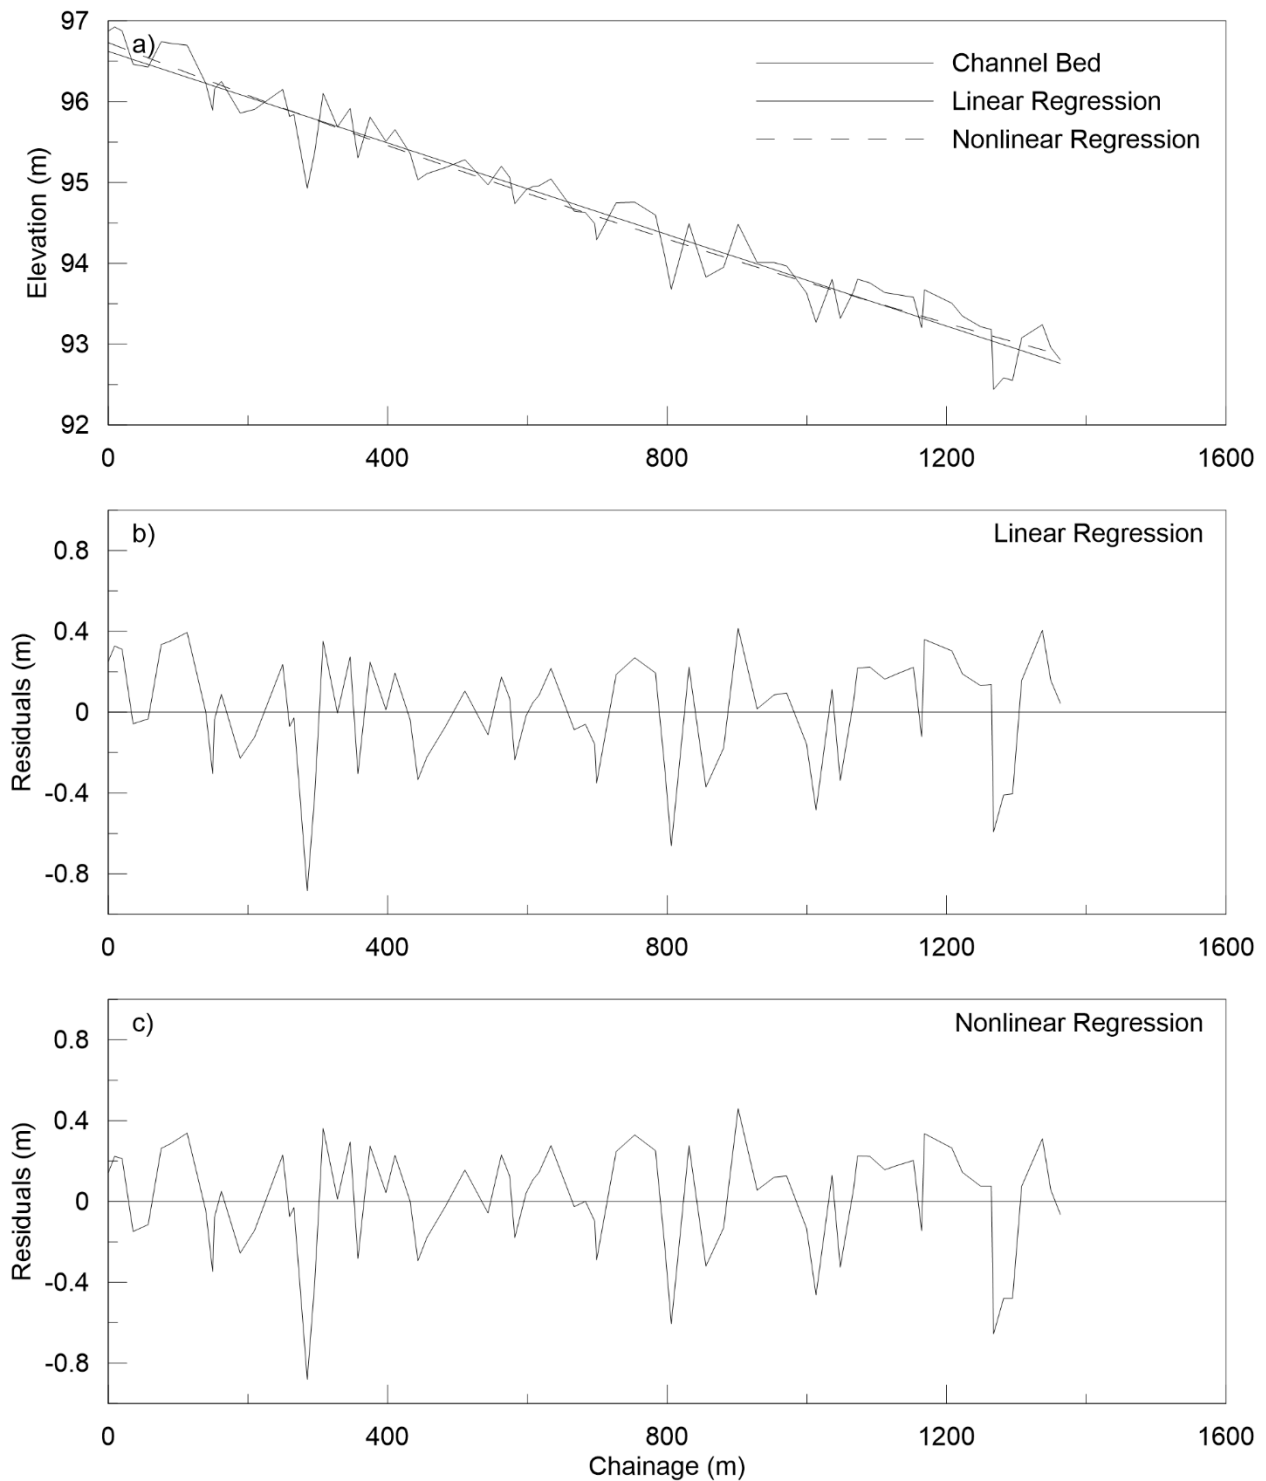 97
a)
Channel Bed
96
Linear Regression
Nonlinear Regression
95
Elevation (m)
94
93
92
0 400 800 1200 1600
b) Linear Regression
0.8
0.4
Residuals (m)
0
-0.4
-0.8
0 400 800 1200 1600
c) Nonlinear Regression
0.8
0.4
Residuals (m)
0
-0.4
-0.8
0 400 800 1200 1600
Chainage (m)